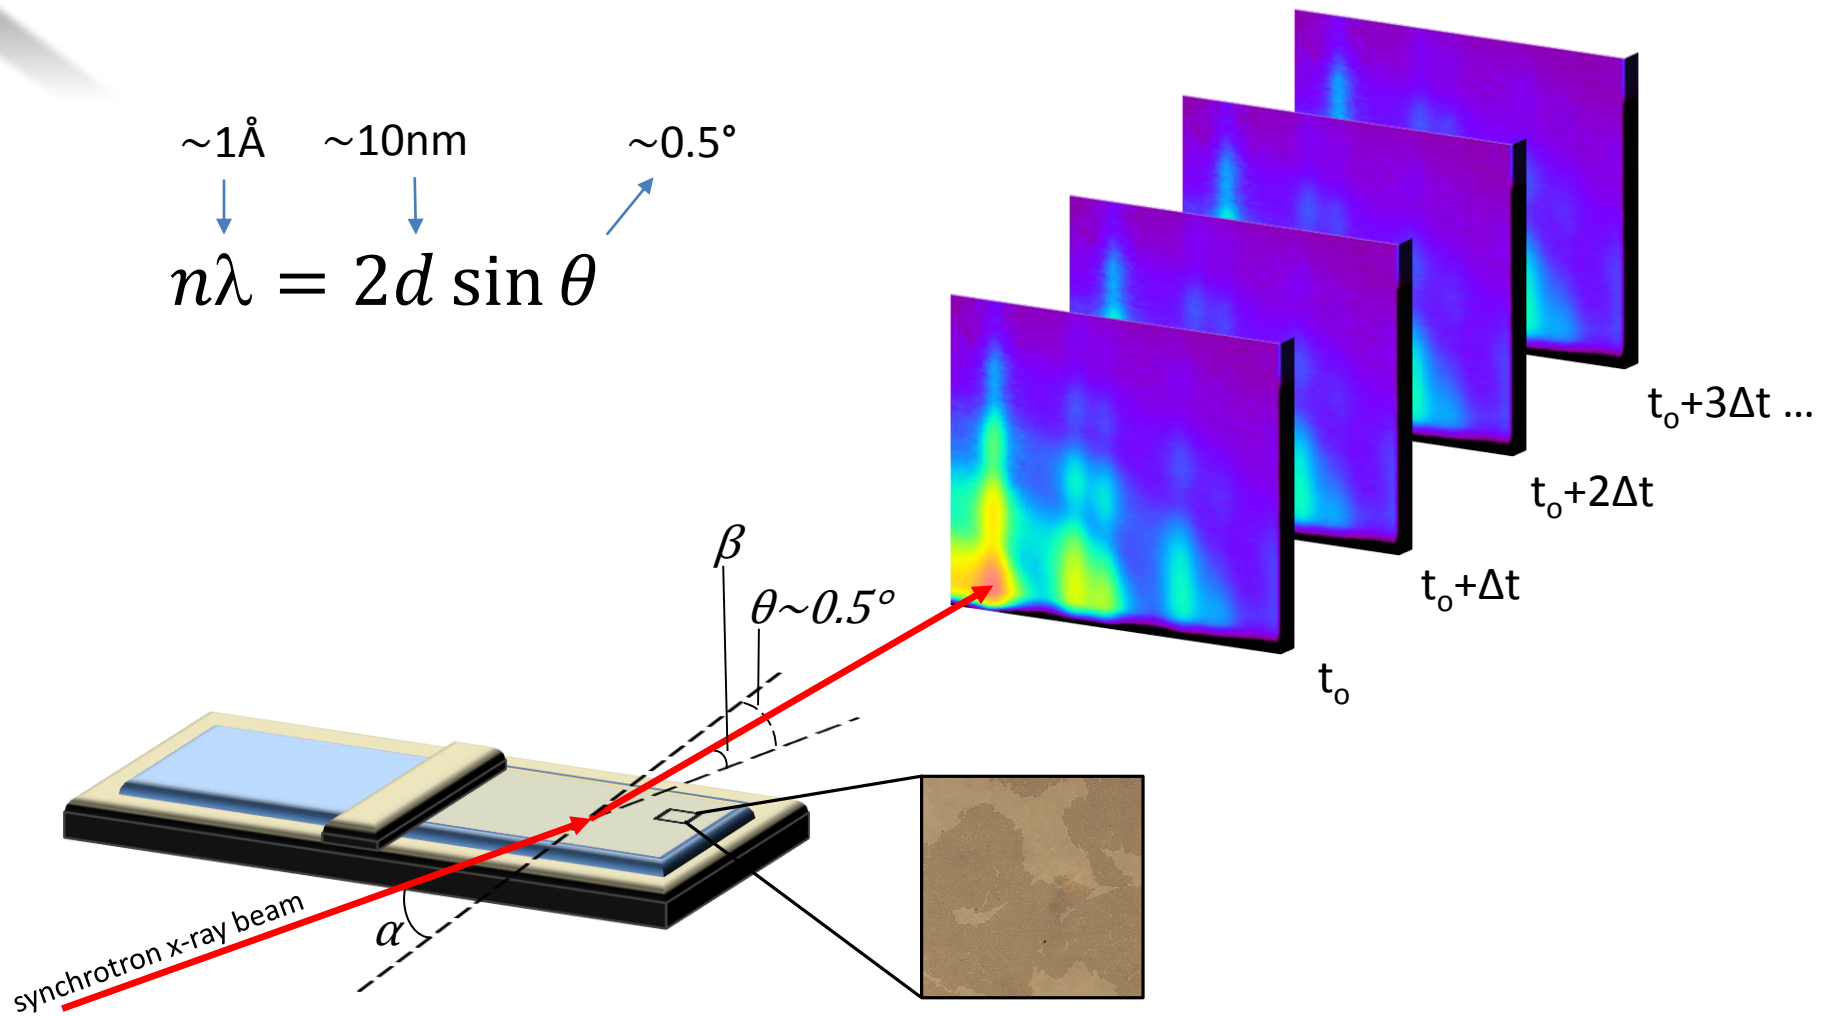 ~1Å ~10nm ~0.5°
nλ = 2d sin θ
t₀+3Δt ...
t₀+2Δt
t₀+Δt
t₀
β
θ~0.5°
α
synchrotron x-ray beam